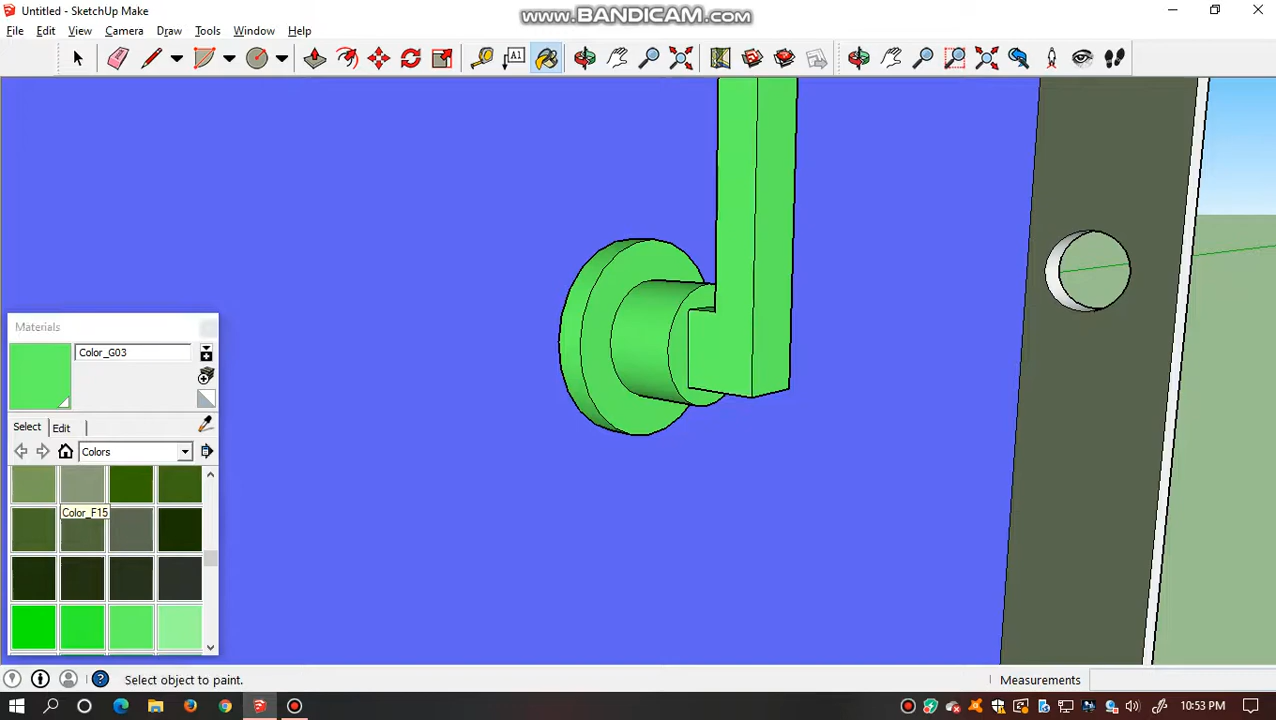 Untitled - SketchUp Make
www.BANDICAM.com
File Edit View Camera Draw Tools Window Help
A1
Materials
Color_G03
Select Edit
Colors
Color_F15
Select object to paint.
Measurements
10:53 PM